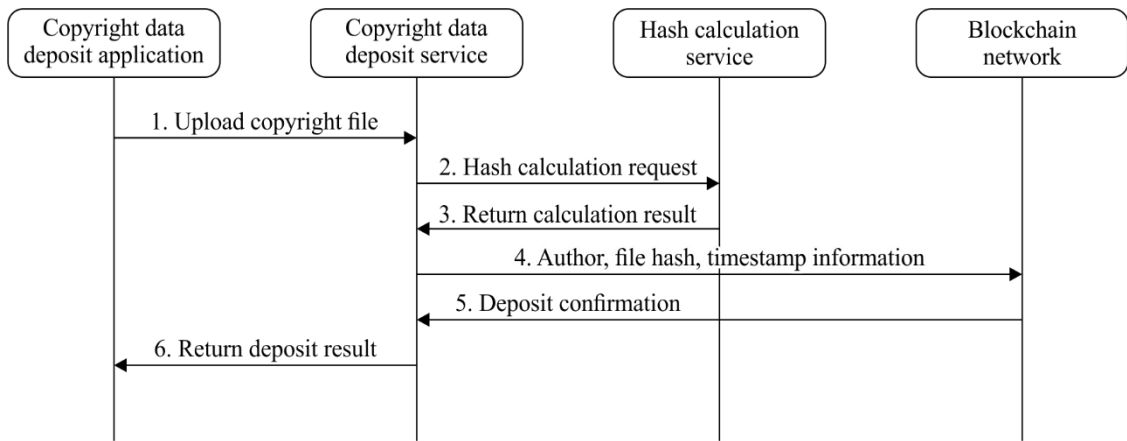 Copyright data
deposit application
Copyright data
deposit service
Hash calculation
service
Blockchain
network
1. Upload copyright file
2. Hash calculation request
3. Return calculation result
4. Author, file hash, timestamp information
5. Deposit confirmation
6. Return deposit result